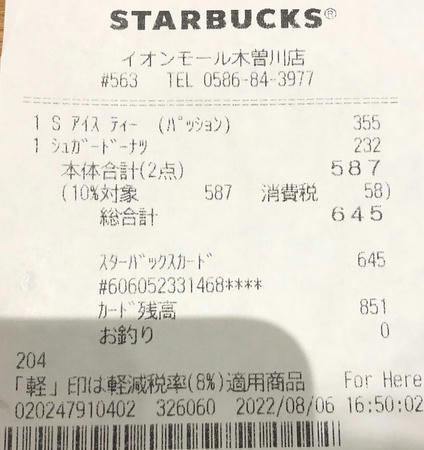 STARBUCKS®
イオンモール木曽川店
#563 TEL 0586-84-3977
1 S アイス ティー (パッション) 355
1 シュガードーナツ 232
本体合計(2点) 587
(10%対象 587 消費税 58)
総合計 645
スターバックスカード 645
#606052331468****
カード残高 851
お釣り 0
204
「軽」印は軽減税率(8%)適用商品 For Here
020247910402 326060 2022/08/06 16:50:02